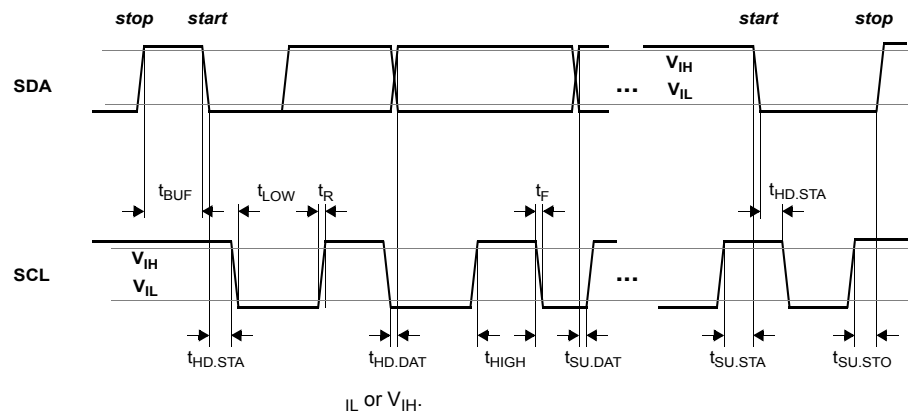 stop start start stop
SDA
V_IH
V_IL
...
t_BUF t_LOW t_R t_F t_HD.STA
SCL
V_IH
V_IL
...
t_HD.STA t_HD.DAT t_HIGH t_SU.DAT t_SU.STA t_SU.STO
IL or V_IH.